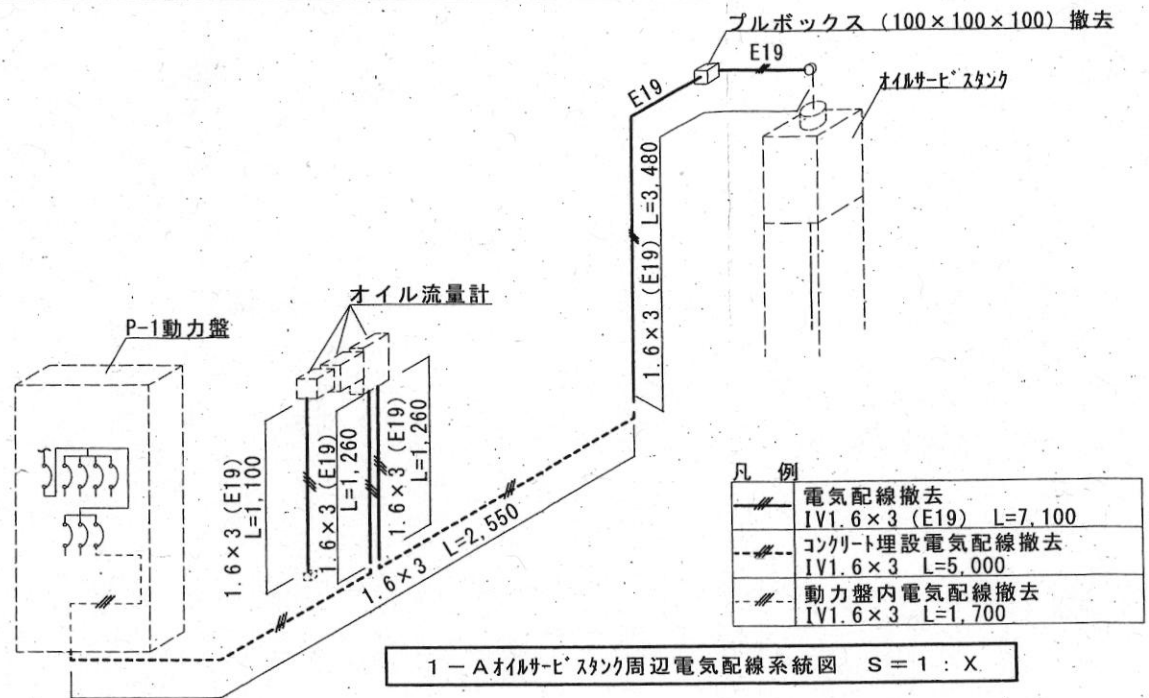 プルボックス (100×100×100) 撤去
E19
E19
オイルサービスタンク
1.6×3 (E19) L=3,480
オイル流量計
P-1動力盤
1.6×3 (E19)
L=1,100
1.6×3 (E19)
L=1,260
1.6×3 (E19)
L=1,260
1.6×3 L=2,550
凡 例
電気配線撤去
IV1.6×3 (E19) L=7,100
コンクリート埋設電気配線撤去
IV1.6×3 L=5,000
動力盤内電気配線撤去
IV1.6×3 L=1,700
1－Aオイルサービスタンク周辺電気配線系統図 S＝1：X